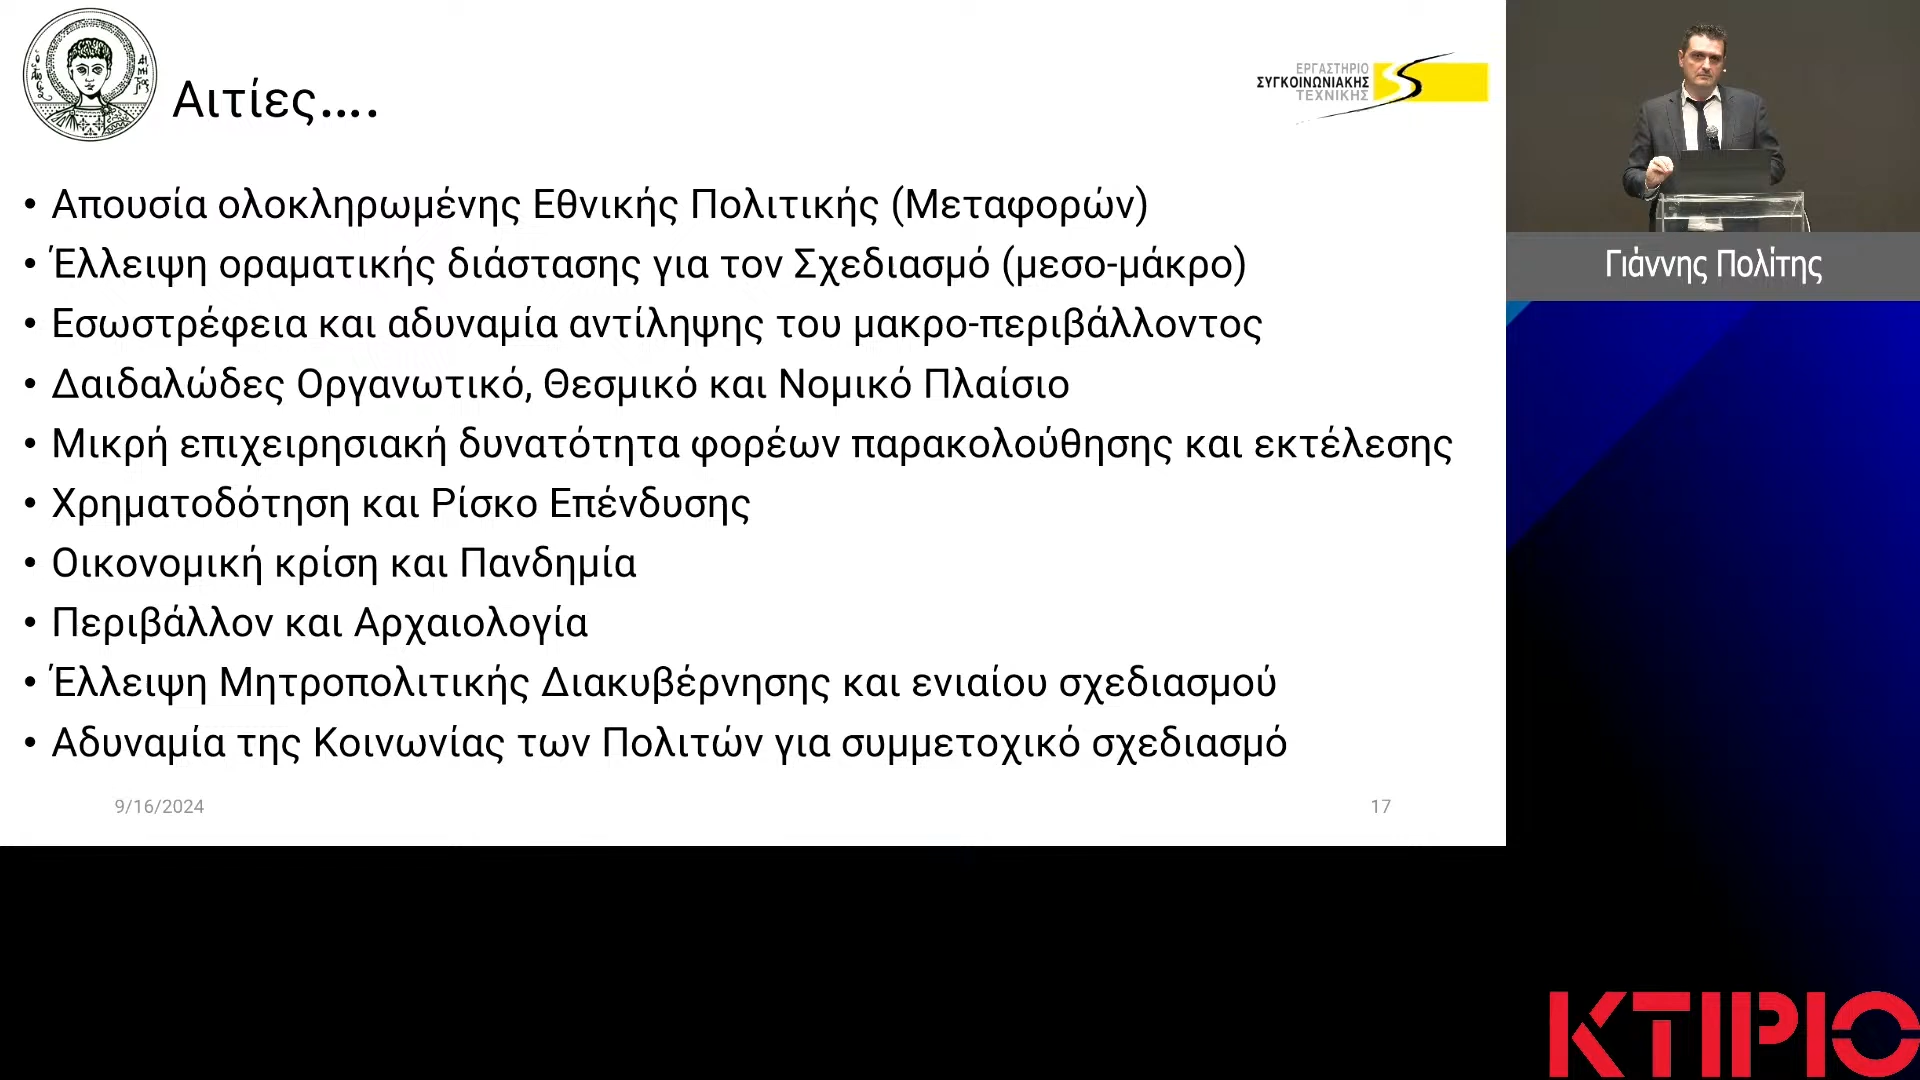 Αιτίες....
ΕΡΓΑΣΤΗΡΙΟ
ΣΥΓΚΟΙΝΩΝΙΑΚΗΣ
ΤΕΧΝΙΚΗΣ
• Απουσία ολοκληρωμένης Εθνικής Πολιτικής (Μεταφορών)
• Έλλειψη οραματικής διάστασης για τον Σχεδιασμό (μεσο-μάκρο)
• Εσωστρέφεια και αδυναμία αντίληψης του μακρο-περιβάλλοντος
• Δαιδαλώδες Οργανωτικό, Θεσμικό και Νομικό Πλαίσιο
• Μικρή επιχειρησιακή δυνατότητα φορέων παρακολούθησης και εκτέλεσης
• Χρηματοδότηση και Ρίσκο Επένδυσης
• Οικονομική κρίση και Πανδημία
• Περιβάλλον και Αρχαιολογία
• Έλλειψη Μητροπολιτικής Διακυβέρνησης και ενιαίου σχεδιασμού
• Αδυναμία της Κοινωνίας των Πολιτών για συμμετοχικό σχεδιασμό
9/16/2024
17
Γιάννης Πολίτης
ΚΤΙΡΙΟ